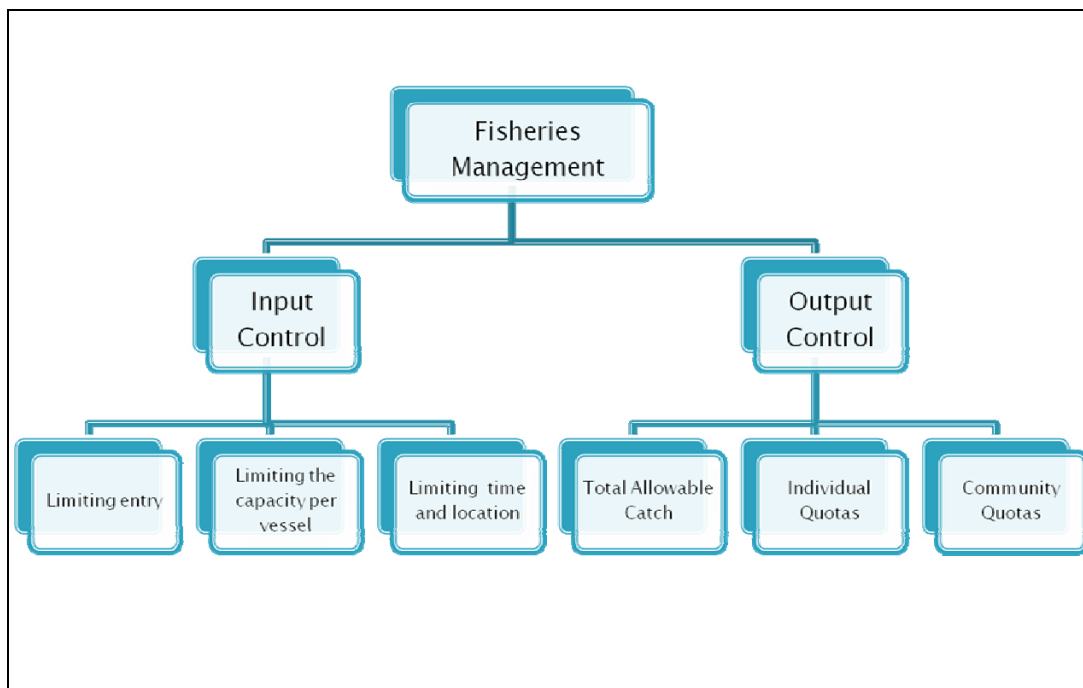 Fisheries
Management
Input
Control
Output
Control
Limiting entry
Limiting the
capacity per
vessel
Limiting time
and location
Total Allowable
Catch
Individual
Quotas
Community
Quotas